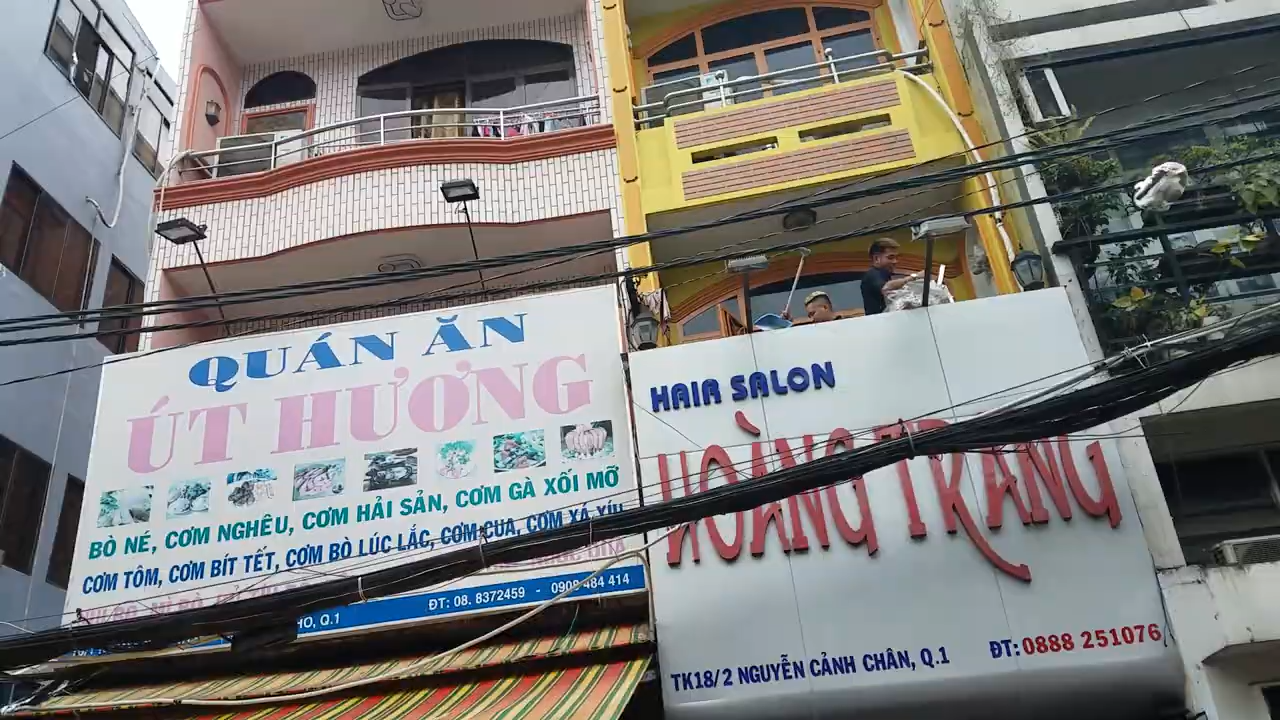 QUÁN ĂN
ÚT HƯƠNG
BÒ NÉ, CƠM NGHÊU, CƠM HẢI SẢN, CƠM GÀ XỐI MỠ
CƠM TÔM, CƠM BÍT TẾT, CƠM BÒ LÚC LẮC, CƠM CUA, CƠM XÁ XÍU
Q.1
ĐT: 08. 8372459 - 0909 484 414
HAIR SALON
HOÀNG TRANG
TK18/2 NGUYỄN CẢNH CHÂN, Q.1
ĐT: 0888 251076